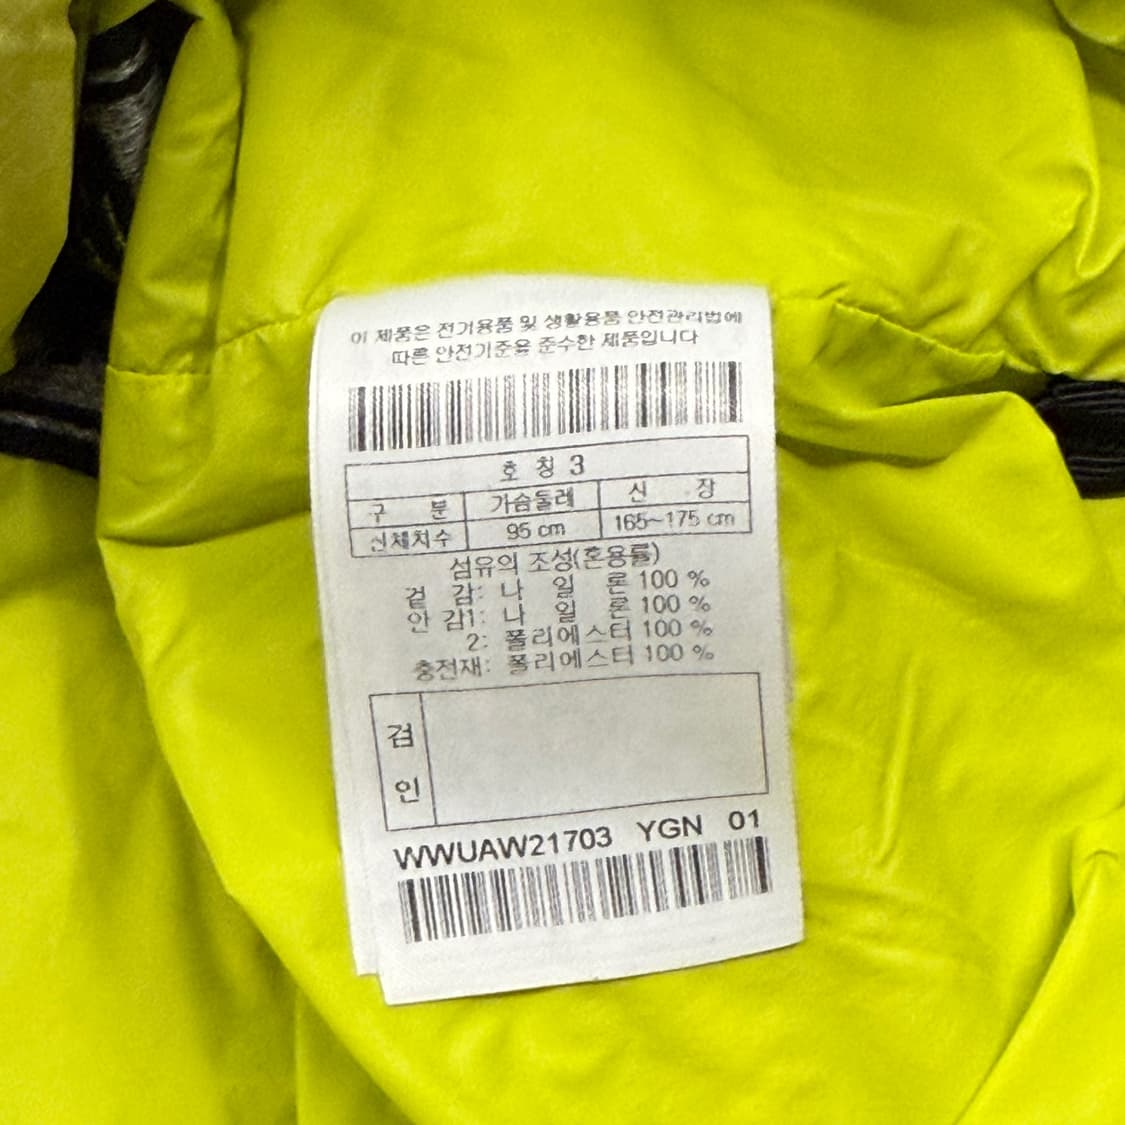 이 제품은 전기용품 및 생활용품 안전관리법에
따른 안전기준을 준수한 제품입니다
호 칭 3
구 분 가슴둘레 신 장
신체치수 95 cm 165~175 cm
섬유의 조성(혼용률)
겉 감: 나 일 론 100 %
안 감1: 나 일 론 100 %
2: 폴리에스터 100 %
충전재: 폴리에스터 100 %
검
인
WWUAW21703 YGN 01